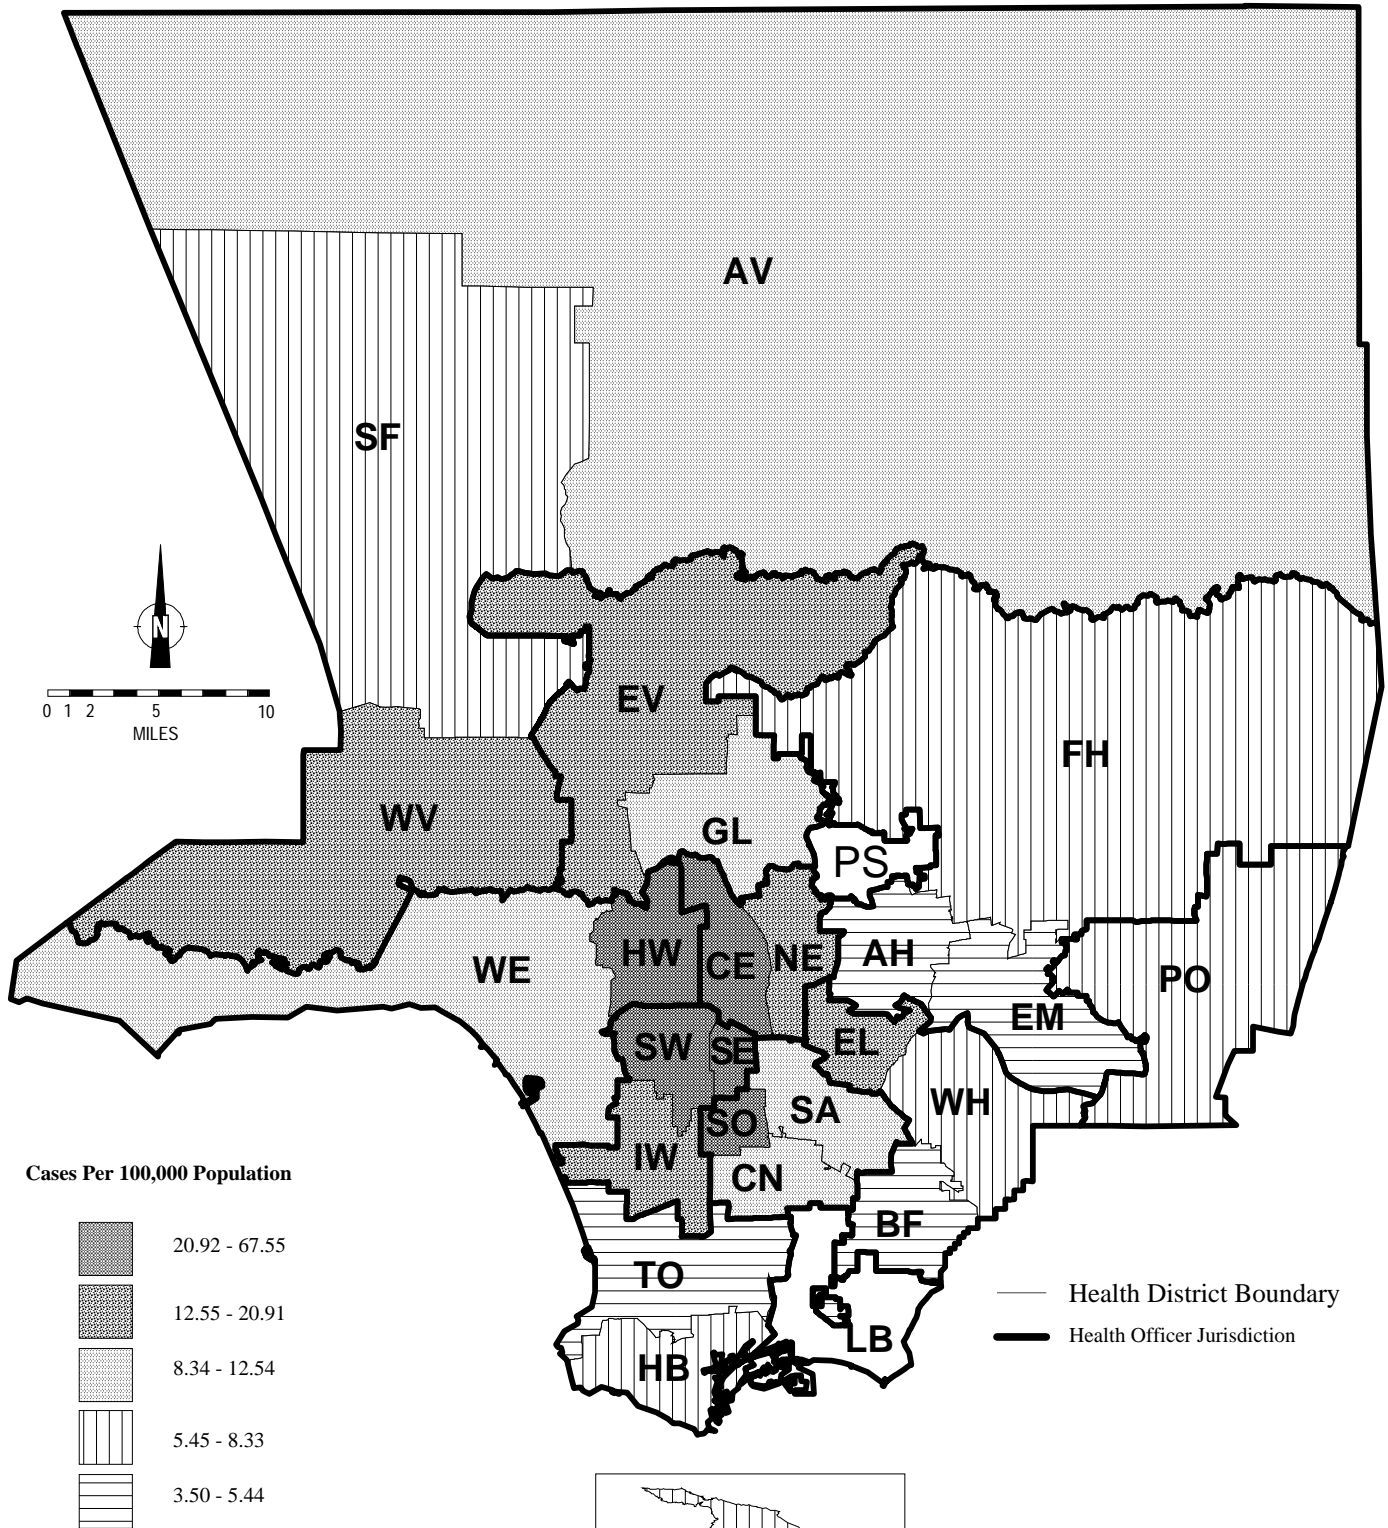 AV
SF
N
0 1 2 5 10
MILES
EV
FH
WV
GL
PS
HW
CE
NE
AH
WE
PO
EM
SW
SE
EL
WH
SO
SA
IW
CN
BF
TO
LB
HB
Cases Per 100,000 Population
20.92 - 67.55
12.55 - 20.91
8.34 - 12.54
5.45 - 8.33
3.50 - 5.44
Health District Boundary
Health Officer Jurisdiction